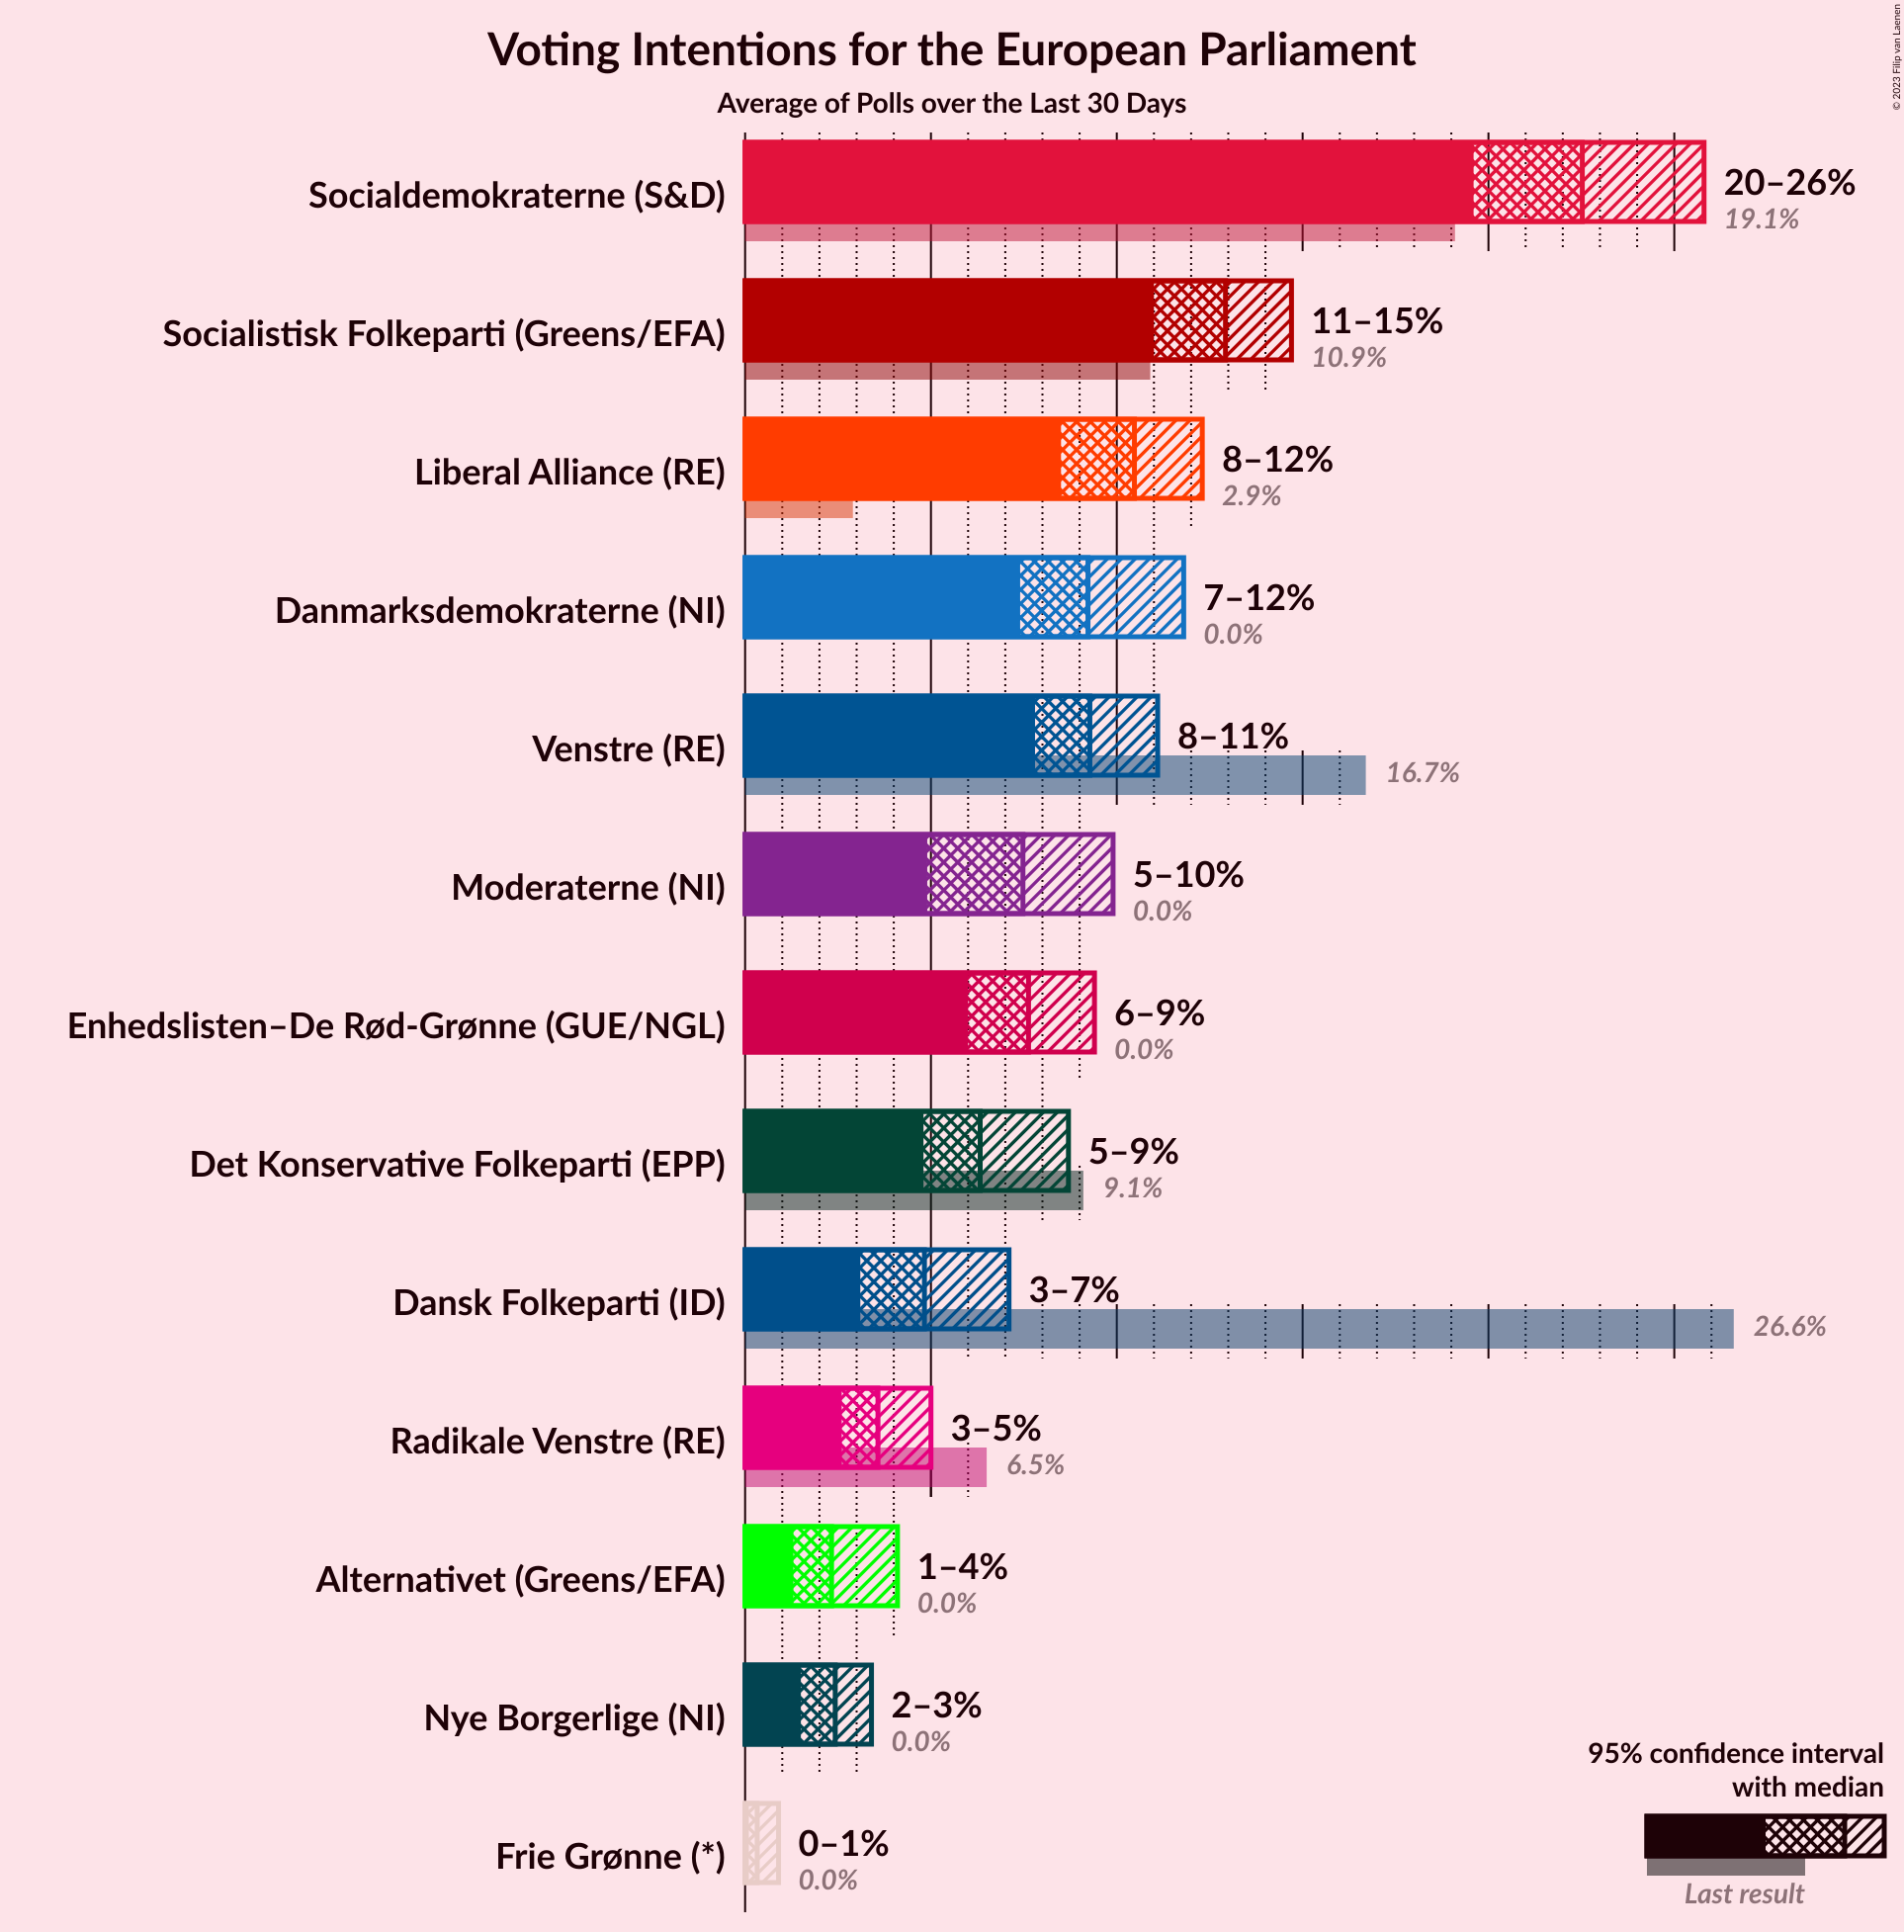 Voting Intentions for the European Parliament
Average of Polls over the Last 30 Days
© 2023 Filip van Laenen
Socialdemokraterne (S&D)
20–26%
19.1%
Socialistisk Folkeparti (Greens/EFA)
11–15%
10.9%
Liberal Alliance (RE)
8–12%
2.9%
Danmarksdemokraterne (NI)
7–12%
0.0%
Venstre (RE)
8–11%
16.7%
Moderaterne (NI)
5–10%
0.0%
Enhedslisten–De Rød-Grønne (GUE/NGL)
6–9%
0.0%
Det Konservative Folkeparti (EPP)
5–9%
9.1%
Dansk Folkeparti (ID)
3–7%
26.6%
Radikale Venstre (RE)
3–5%
6.5%
Alternativet (Greens/EFA)
1–4%
0.0%
Nye Borgerlige (NI)
2–3%
0.0%
Frie Grønne (*)
0–1%
0.0%
95% confidence interval
with median
Last result